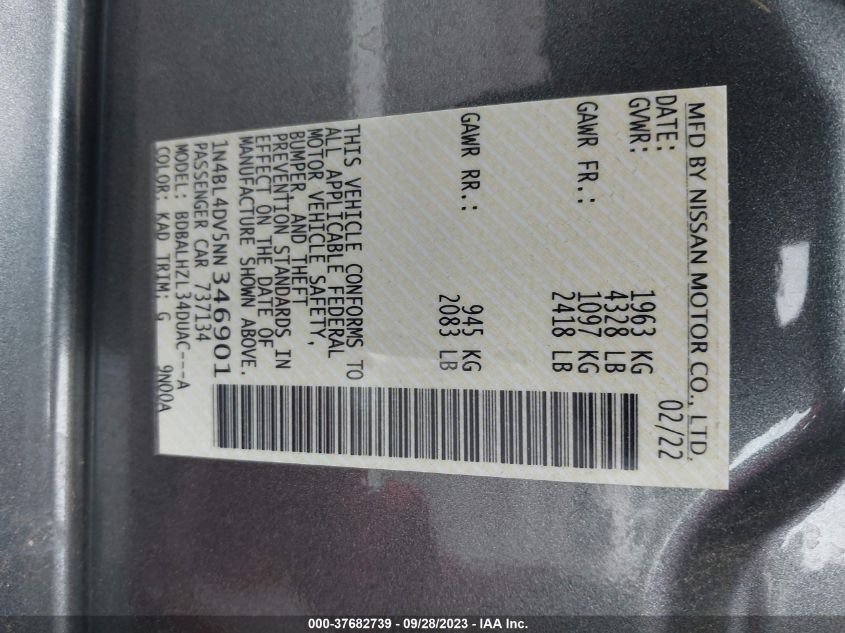 MFD BY NISSAN MOTOR CO., LTD.
DATE: 02/22
GVWR: 1963 KG
4328 LB
GAWR FR.: 1097 KG
2418 LB
GAWR RR.: 945 KG
2083 LB
THIS VEHICLE CONFORMS TO
ALL APPLICABLE FEDERAL
MOTOR VEHICLE SAFETY,
BUMPER, AND THEFT
PREVENTION STANDARDS IN
EFFECT ON THE DATE OF
MANUFACTURE SHOWN ABOVE.
1N4BL4DV5NN346901
PASSENGER CAR 737134
MODEL: BDBALHZL34DUAC---A
COLOR: KAD TRIM: G 9N00A
000-37682739 - 09/28/2023 - IAA Inc.